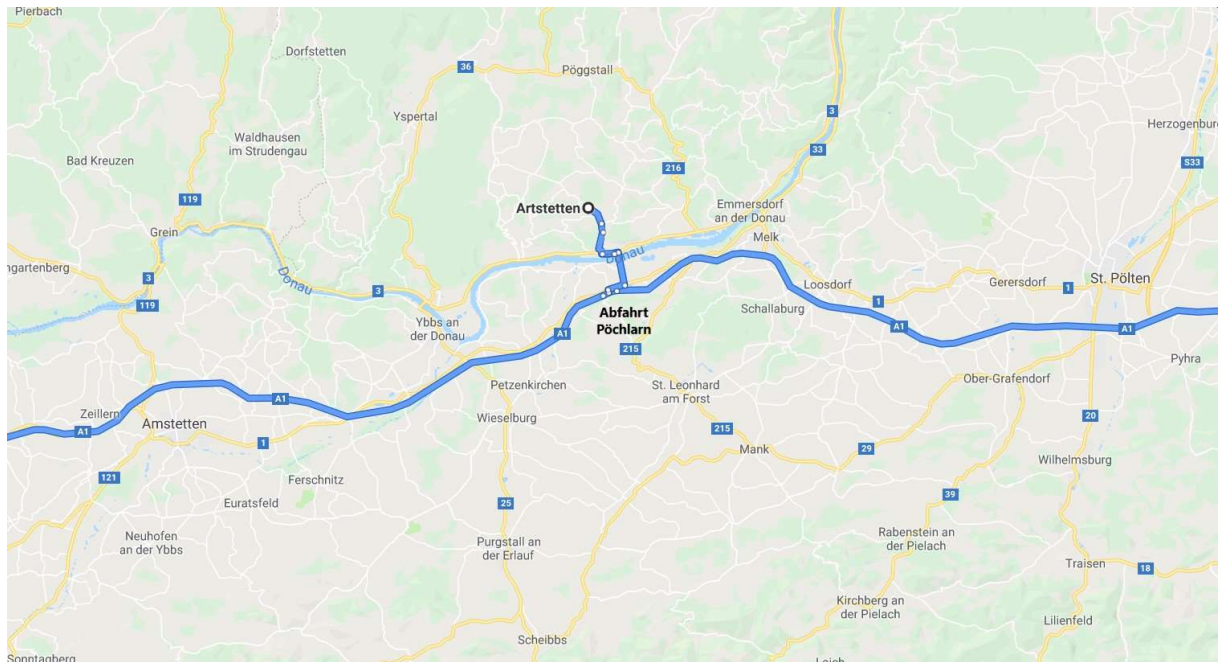 Pierbach
Dorfstetten
36
Pöggstall
3
Yspertal
Herzogenburg
Waldhausen
im Strudengau
33
Bad Kreuzen
216
S33
119
Artstetten
Emmersdorf
an der Donau
Grein
Melk
Donau
ngartenberg
3
Donau
Loosdorf
Gerersdorf
St. Pölten
3
1
1
119
Schallaburg
Abfahrt
Pöchlarn
Ybbs an
der Donau
A1
A1
A1
215
Pyhra
Petzenkirchen
St. Leonhard
am Forst
Ober-Grafendorf
A1
Zeillern
Wieselburg
20
Amstetten
A1
1
215
Mank
29
Wilhelmsburg
121
Ferschnitz
39
Euratsfeld
25
Neuhofen
an der Ybbs
Purgstall an
der Erlauf
Rabenstein an
der Pielach
Traisen
18
Kirchberg an
der Pielach
Lilienfeld
Scheibbs
Sonntagberg
Loich